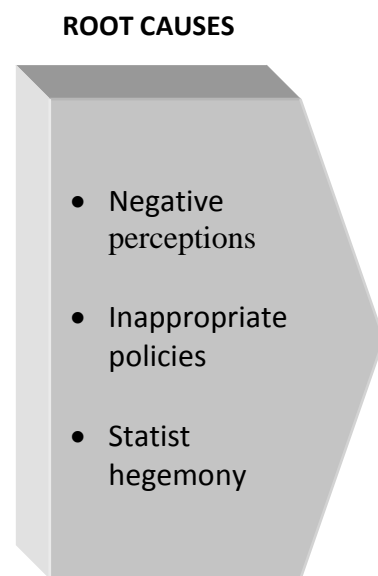 ROOT CAUSES
• Negative
perceptions
• Inappropriate
policies
• Statist
hegemony